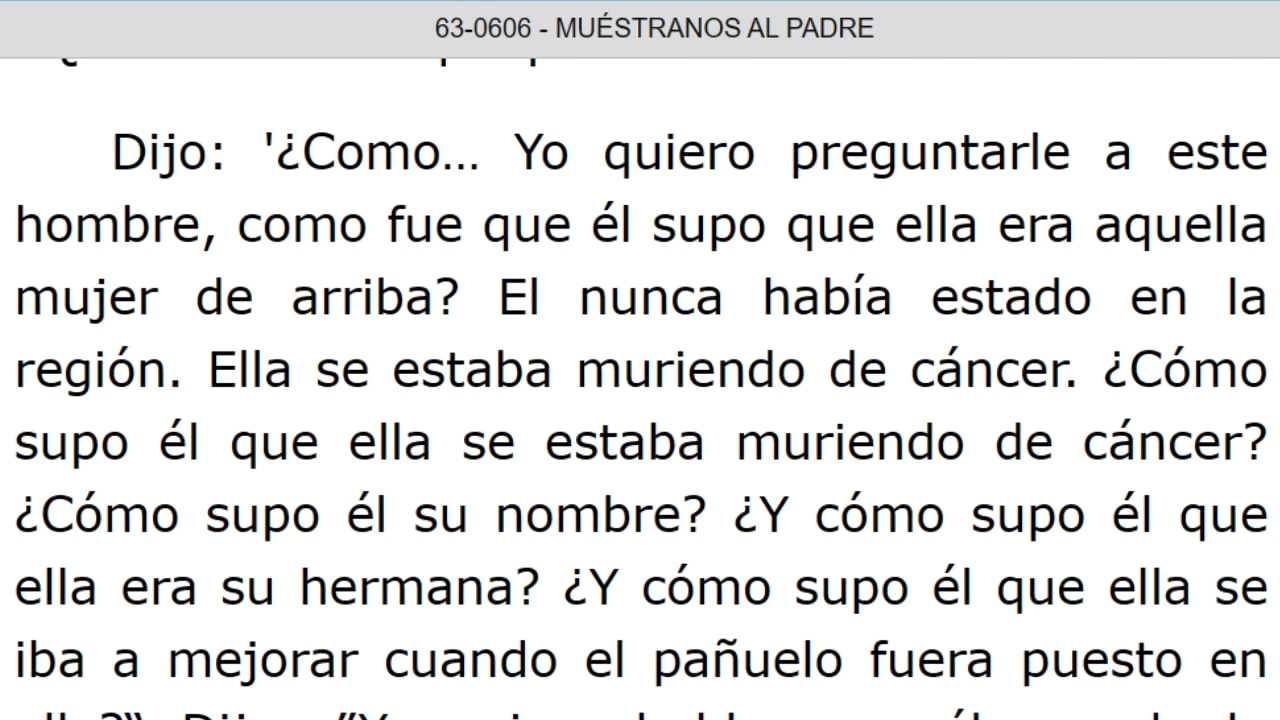 63-0606 - MUÉSTRANOS AL PADRE
Dijo: '¿Como... Yo quiero preguntarle a este
hombre, como fue que él supo que ella era aquella
mujer de arriba? El nunca había estado en la
región. Ella se estaba muriendo de cáncer. ¿Cómo
supo él que ella se estaba muriendo de cáncer?
¿Cómo supo él su nombre? ¿Y cómo supo él que
ella era su hermana? ¿Y cómo supo él que ella se
iba a mejorar cuando el pañuelo fuera puesto en